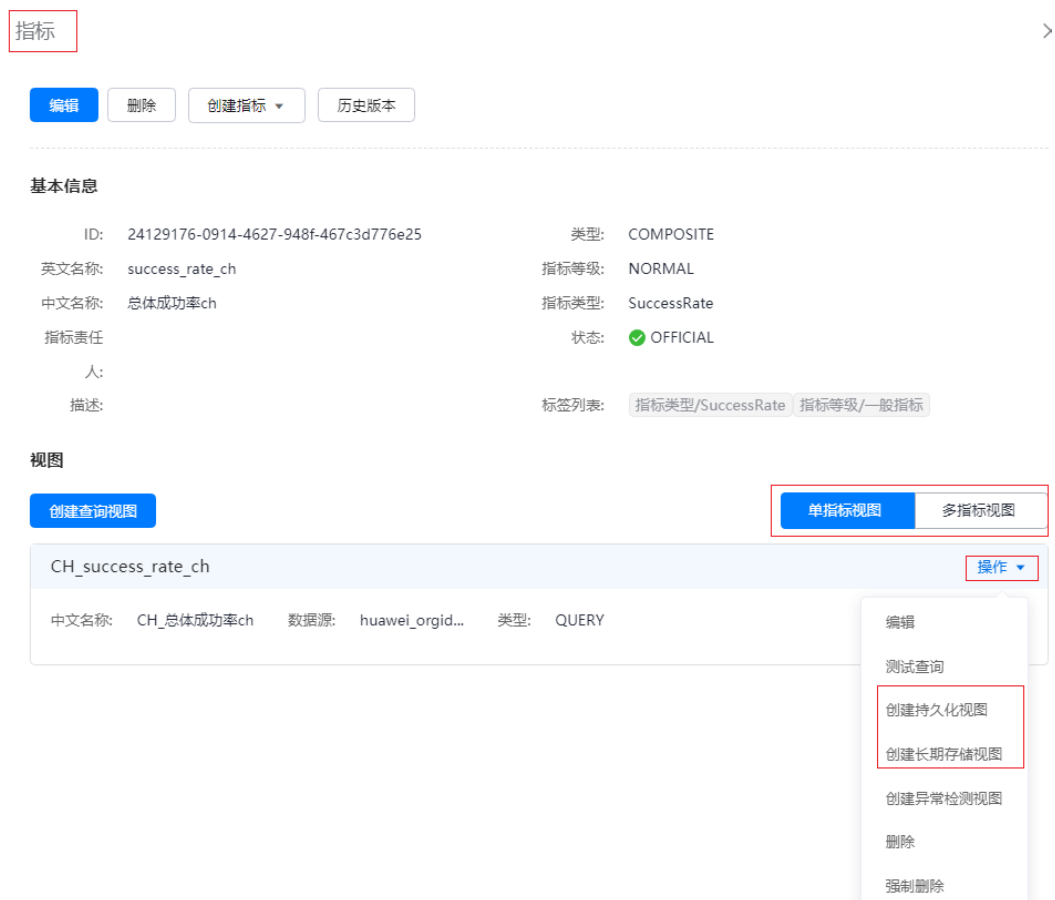 指标
编辑 删除 创建指标 历史版本
基本信息
ID: 24129176-0914-4627-948f-467c3d776e25 类型: COMPOSITE
英文名称: success_rate_ch 指标等级: NORMAL
中文名称: 总体成功率ch 指标类型: SuccessRate
指标责任 状态: OFFICIAL
人:
描述: 标签列表: 指标类型/SuccessRate 指标等级/一般指标
视图
创建查询视图 单指标视图 多指标视图
CH_success_rate_ch 操作
中文名称: CH_总体成功率ch 数据源: huawei_orgid... 类型: QUERY
编辑
测试查询
创建持久化视图
创建长期存储视图
创建异常检测视图
删除
强制删除